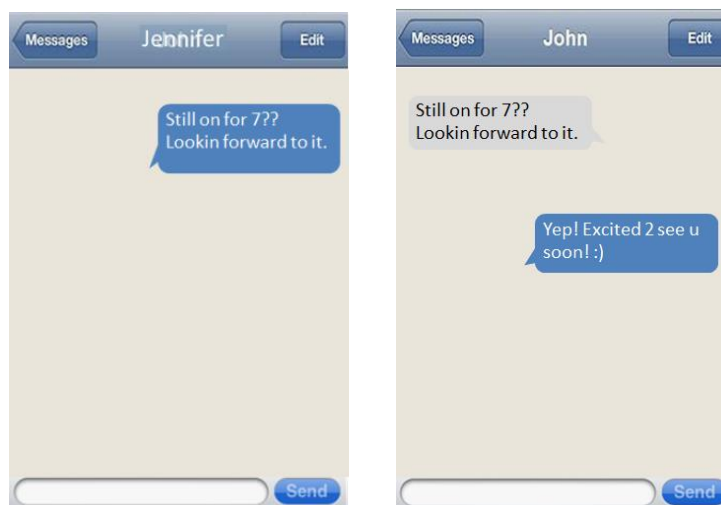 Messages Jennifer Edit
Still on for 7??
Lookin forward to it.
Send
Messages John Edit
Still on for 7??
Lookin forward to it.
Yep! Excited 2 see u
soon! :)
Send